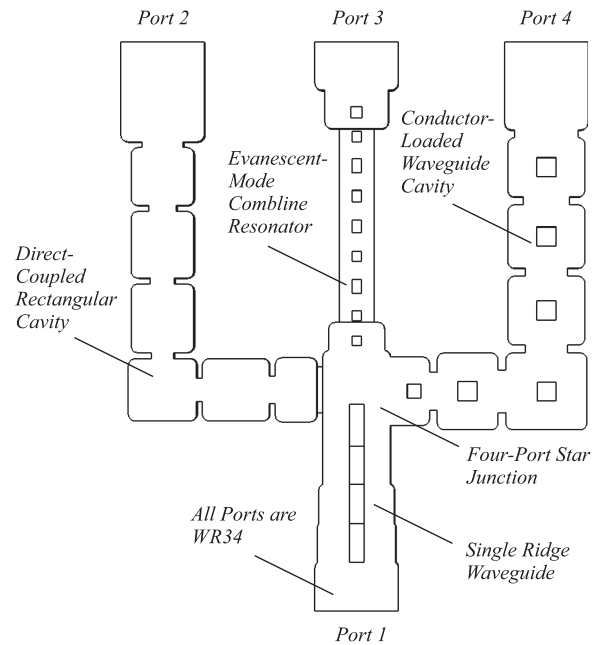 Port 2
Port 3
Port 4
Conductor-
Loaded
Waveguide
Cavity
Evanescent-
Mode
Combline
Resonator
Direct-
Coupled
Rectangular
Cavity
Four-Port Star
Junction
All Ports are
WR34
Single Ridge
Waveguide
Port 1